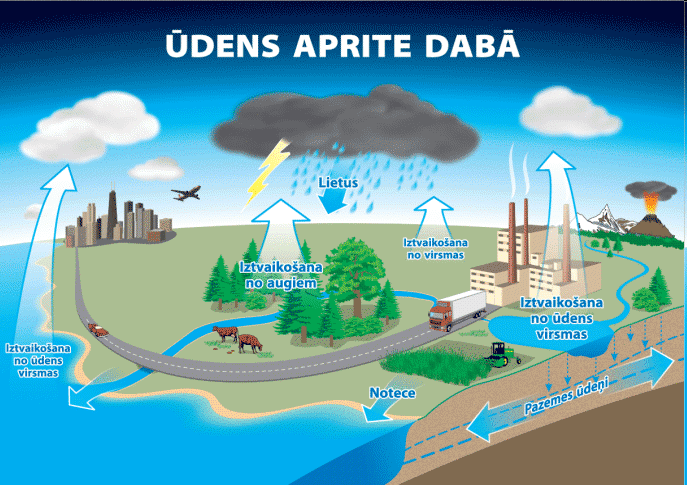 ŪDENS APRITE DABĀ
Lietus
Iztvaikošana
no virsmas
Iztvaikošana
no augiem
Iztvaikošana
no ūdens
virsmas
Iztvaikošana
no ūdens
virsmas
Notece
Pazemes ūdeņi